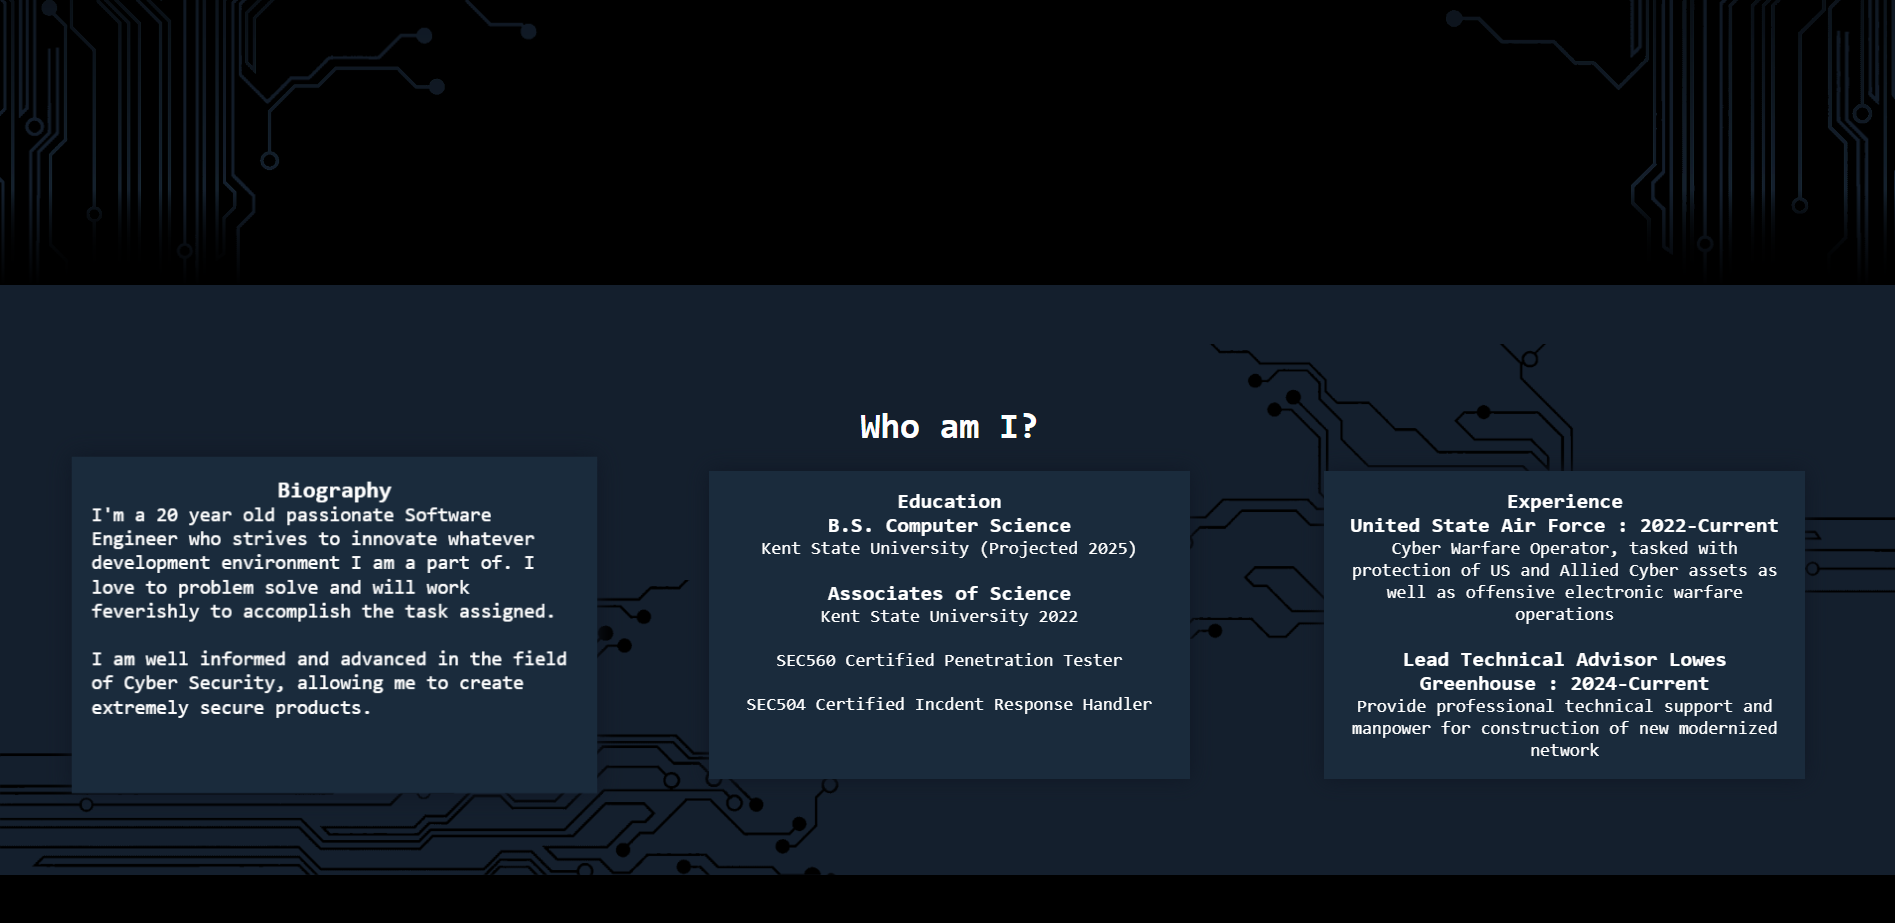 Who am I?
Biography
I'm a 20 year old passionate Software
Engineer who strives to innovate whatever
development environment I am a part of. I
love to problem solve and will work
feverishly to accomplish the task assigned.
I am well informed and advanced in the field
of Cyber Security, allowing me to create
extremely secure products.
Education
B.S. Computer Science
Kent State University (Projected 2025)
Associates of Science
Kent State University 2022
SEC560 Certified Penetration Tester
SEC504 Certified Incdent Response Handler
Experience
United State Air Force : 2022-Current
Cyber Warfare Operator, tasked with
protection of US and Allied Cyber assets as
well as offensive electronic warfare
operations
Lead Technical Advisor Lowes
Greenhouse : 2024-Current
Provide professional technical support and
manpower for construction of new modernized
network